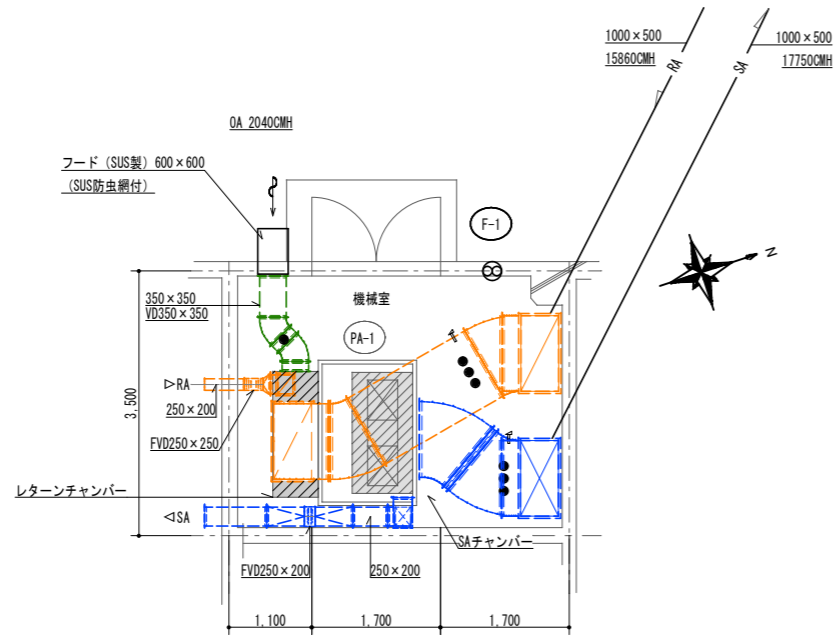 1000×500
15860CMH
RA
SA
1000×500
17750CMH
OA 2040CMH
フード（SUS製）600×600
（SUS防虫網付）
F-1
N
機械室
350×350
VD350×350
PA-1
▷RA
250×200
FVD250×250
3,500
レターンチャンバー
◁SA
SAチャンバー
FVD250×200
250×200
1,100
1,700
1,700